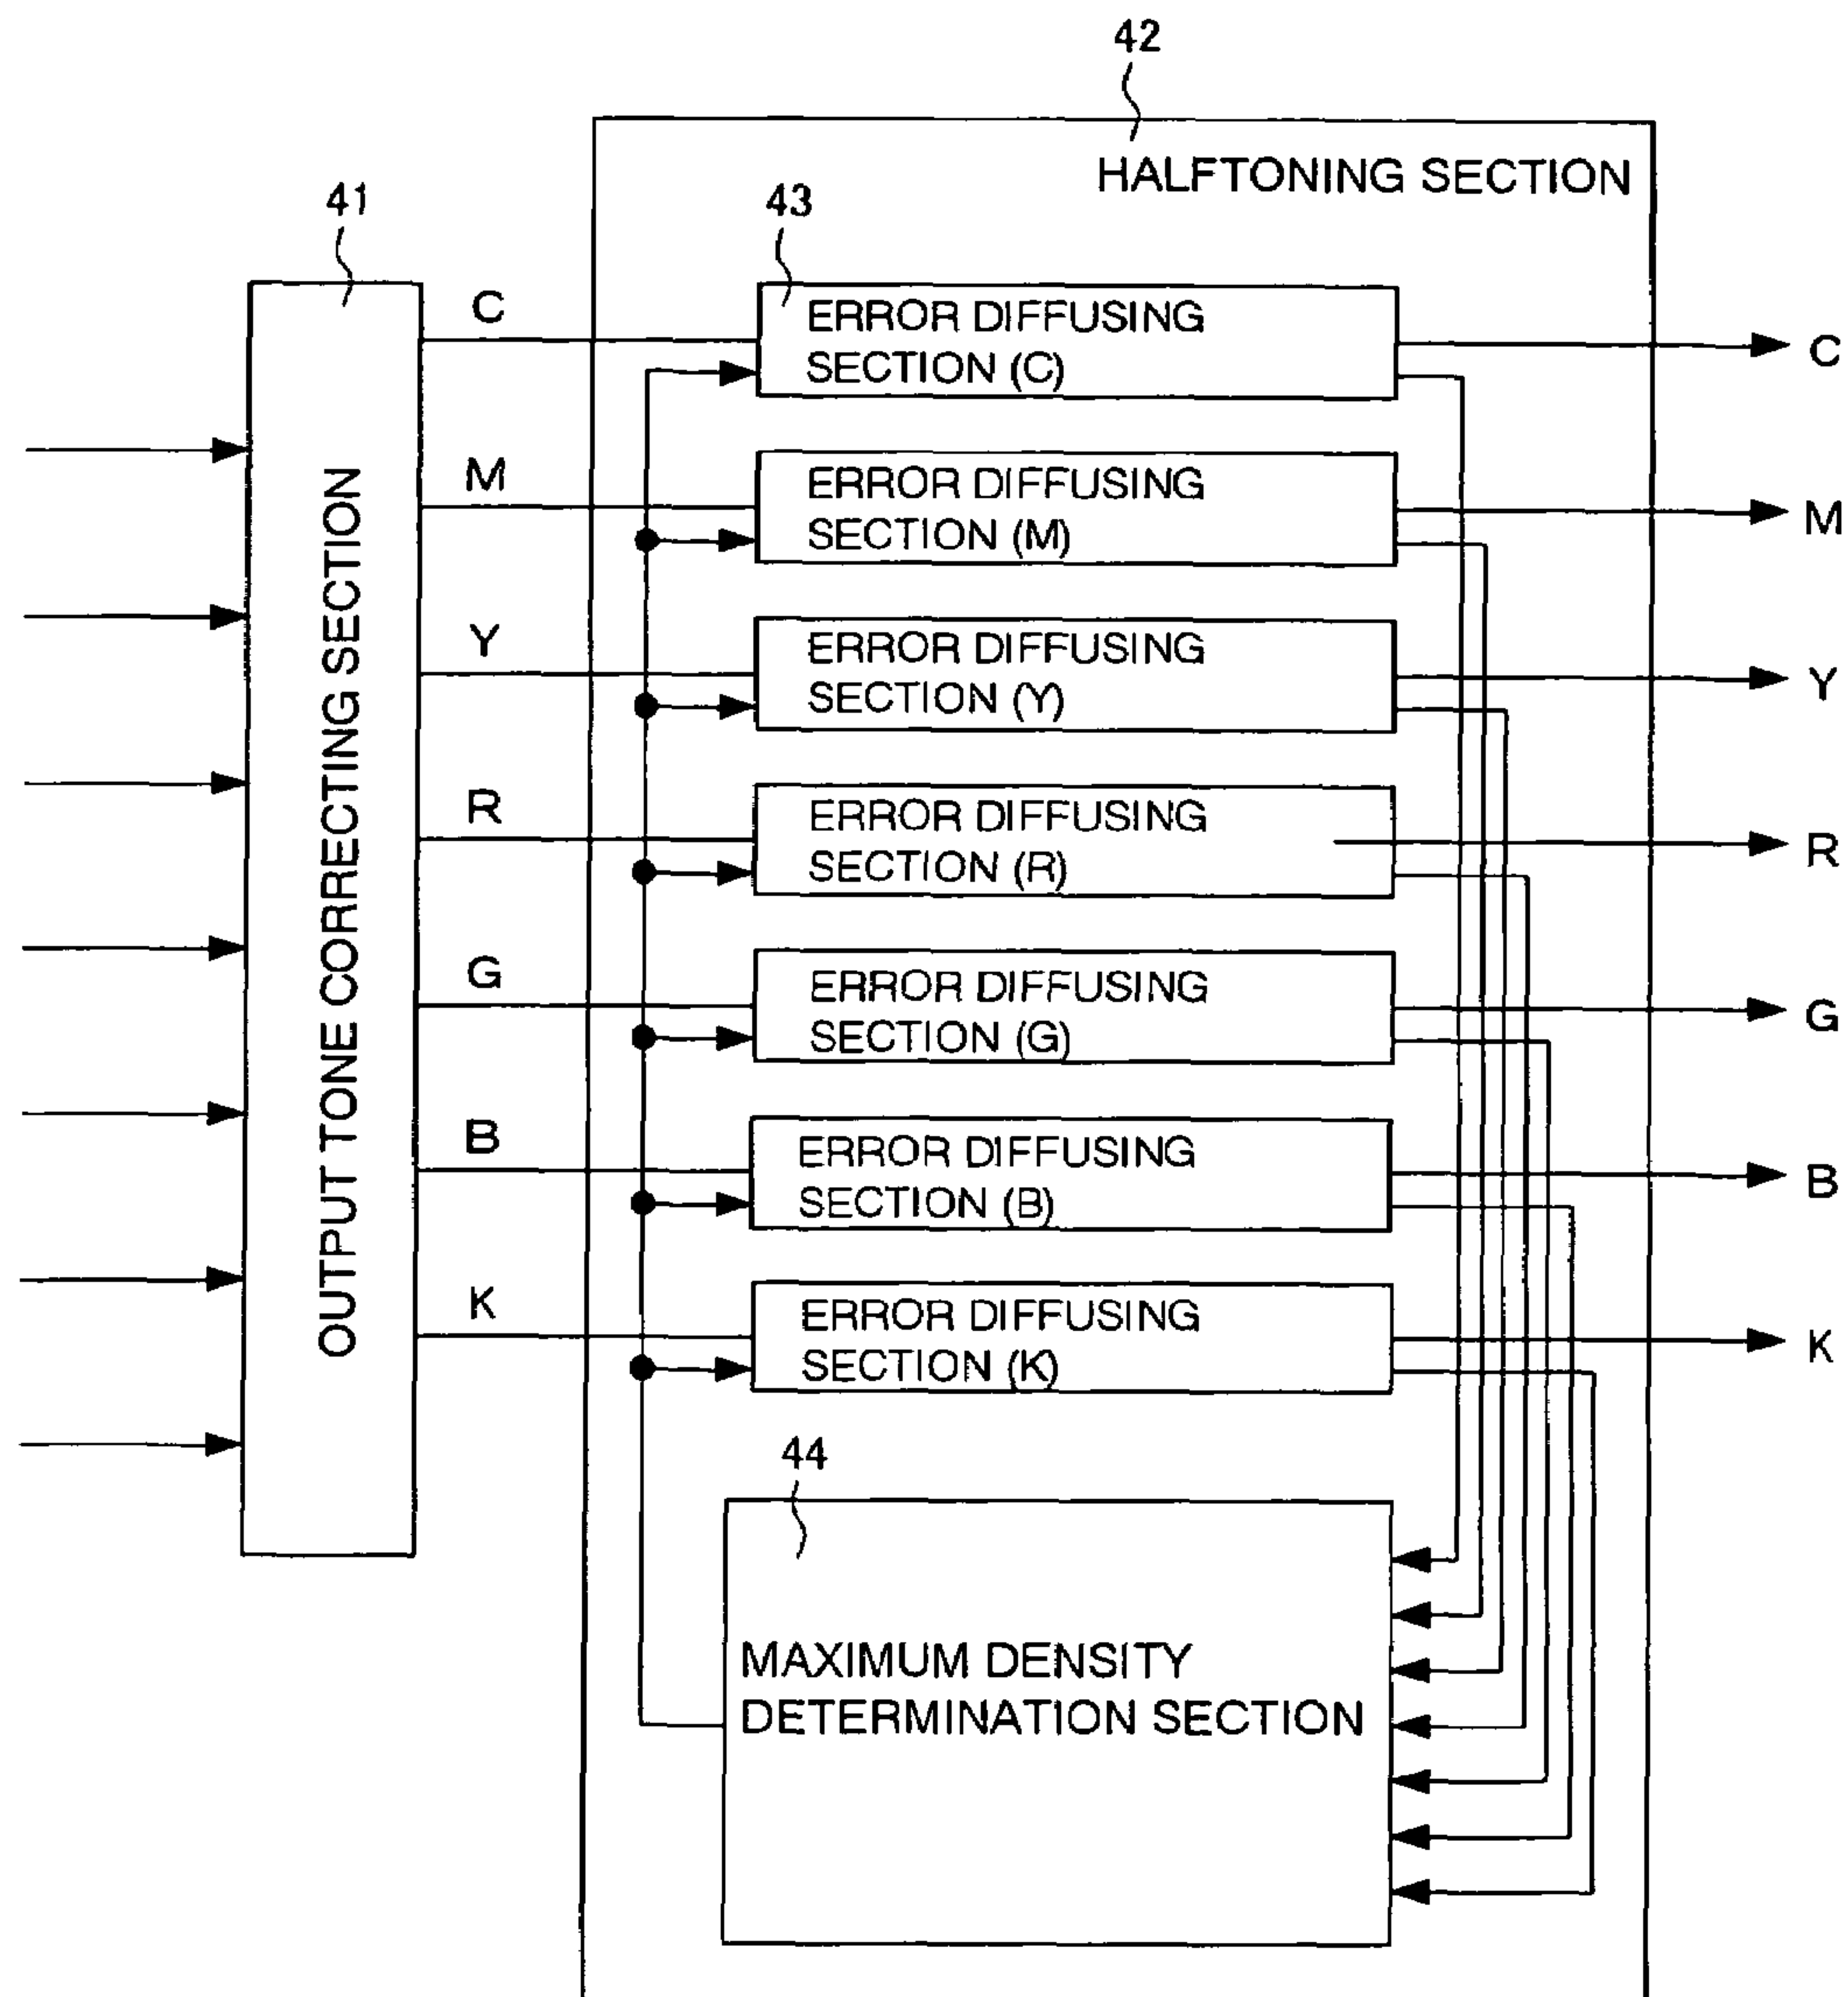 42
HALFTONING SECTION
41
43
OUTPUT TONE CORRECTING SECTION
C
ERROR DIFFUSING
SECTION (C)
C
M
ERROR DIFFUSING
SECTION (M)
M
Y
ERROR DIFFUSING
SECTION (Y)
Y
R
ERROR DIFFUSING
SECTION (R)
R
G
ERROR DIFFUSING
SECTION (G)
G
B
ERROR DIFFUSING
SECTION (B)
B
K
ERROR DIFFUSING
SECTION (K)
K
44
MAXIMUM DENSITY
DETERMINATION SECTION